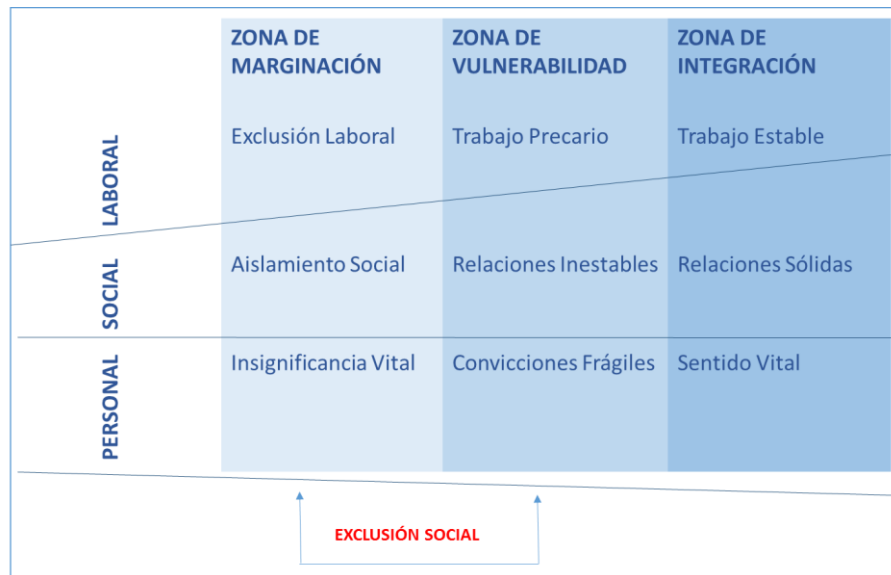 ZONA DE
MARGINACIÓN
ZONA DE
VULNERABILIDAD
ZONA DE
INTEGRACIÓN
LABORAL
Exclusión Laboral
Trabajo Precario
Trabajo Estable
SOCIAL
Aislamiento Social
Relaciones Inestables
Relaciones Sólidas
PERSONAL
Insignificancia Vital
Convicciones Frágiles
Sentido Vital
EXCLUSIÓN SOCIAL